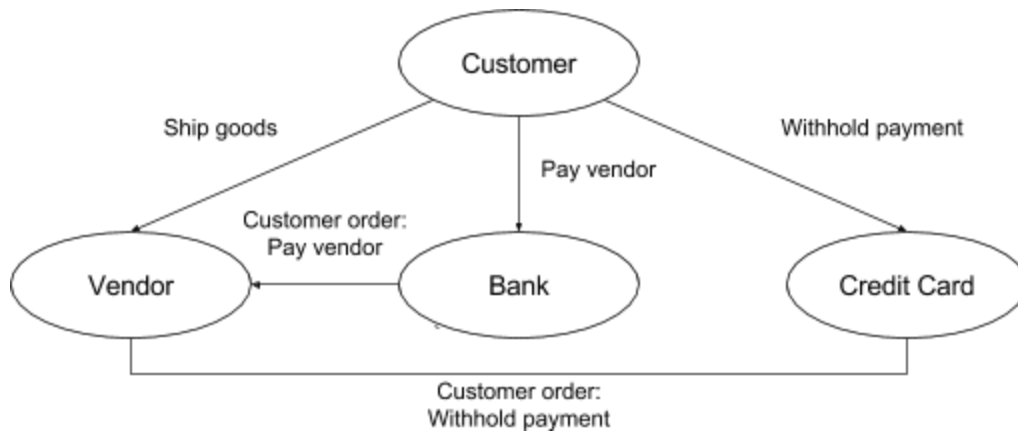 Customer
Ship goods
Withhold payment
Pay vendor
Customer order:
Pay vendor
Vendor
Bank
Credit Card
Customer order:
Withhold payment